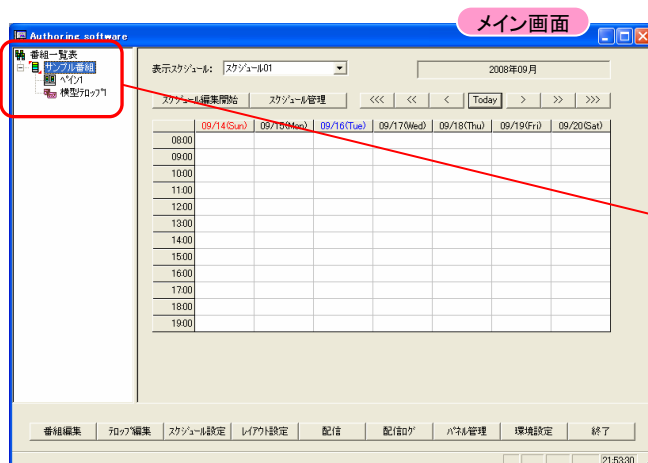 メイン画面
Authoring software
番組一覧表
サンプル番組
ペイン1
横型テロップ1
表示スケジュール: スケジュール01
2008年09月
スケジュール編集開始 スケジュール管理 <<< << < Today > >> >>>
09/14(Sun) 09/15(Mon) 09/16(Tue) 09/17(Wed) 09/18(Thu) 09/19(Fri) 09/20(Sat)
08:00
09:00
10:00
11:00
12:00
13:00
14:00
15:00
16:00
17:00
18:00
19:00
番組編集 テロップ編集 スケジュール設定 レイアウト設定 配信 配信ログ パネル管理 環境設定 終了
21:53:30